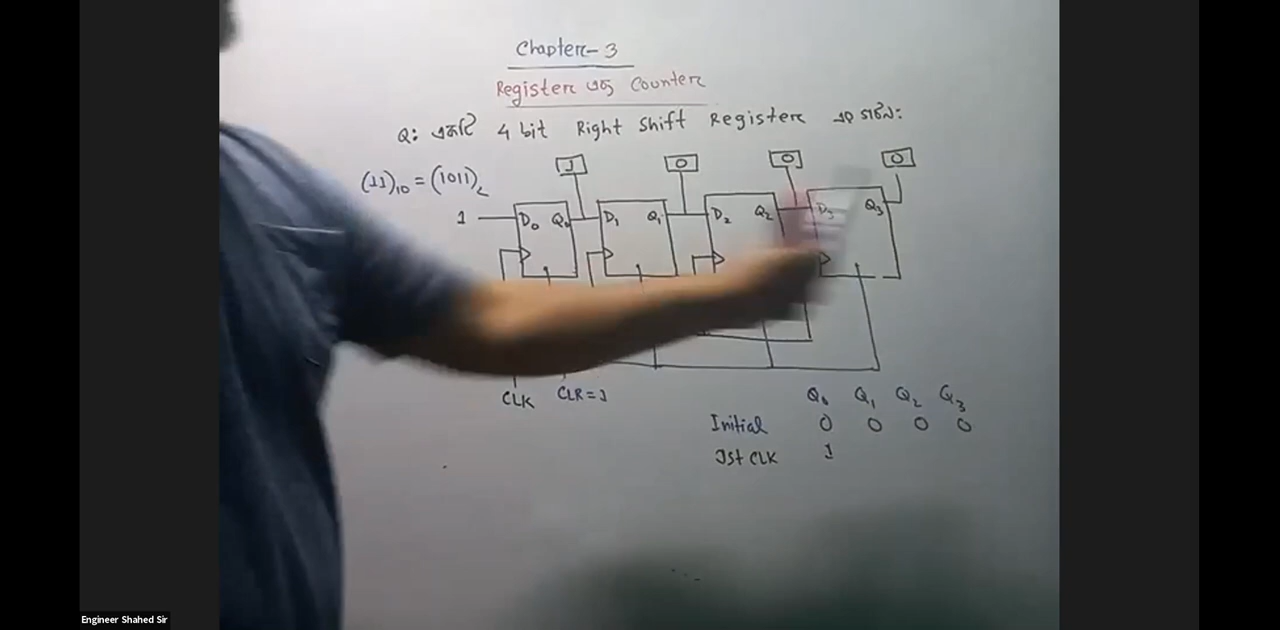 Chapter-3
Register এবং Counter
Q: একটি 4 bit Right Shift Register এর গঠন:
(11)₁₀ = (1011)₂
1 0 0 0
1 D₀ Q₀ D₁ Q₁ D₂ Q₂ D₃ Q₃
CLK CLR=1
Q₀ Q₁ Q₂ Q₃
Initial 0 0 0 0
1st CLK 1
Engineer Shahed Sir